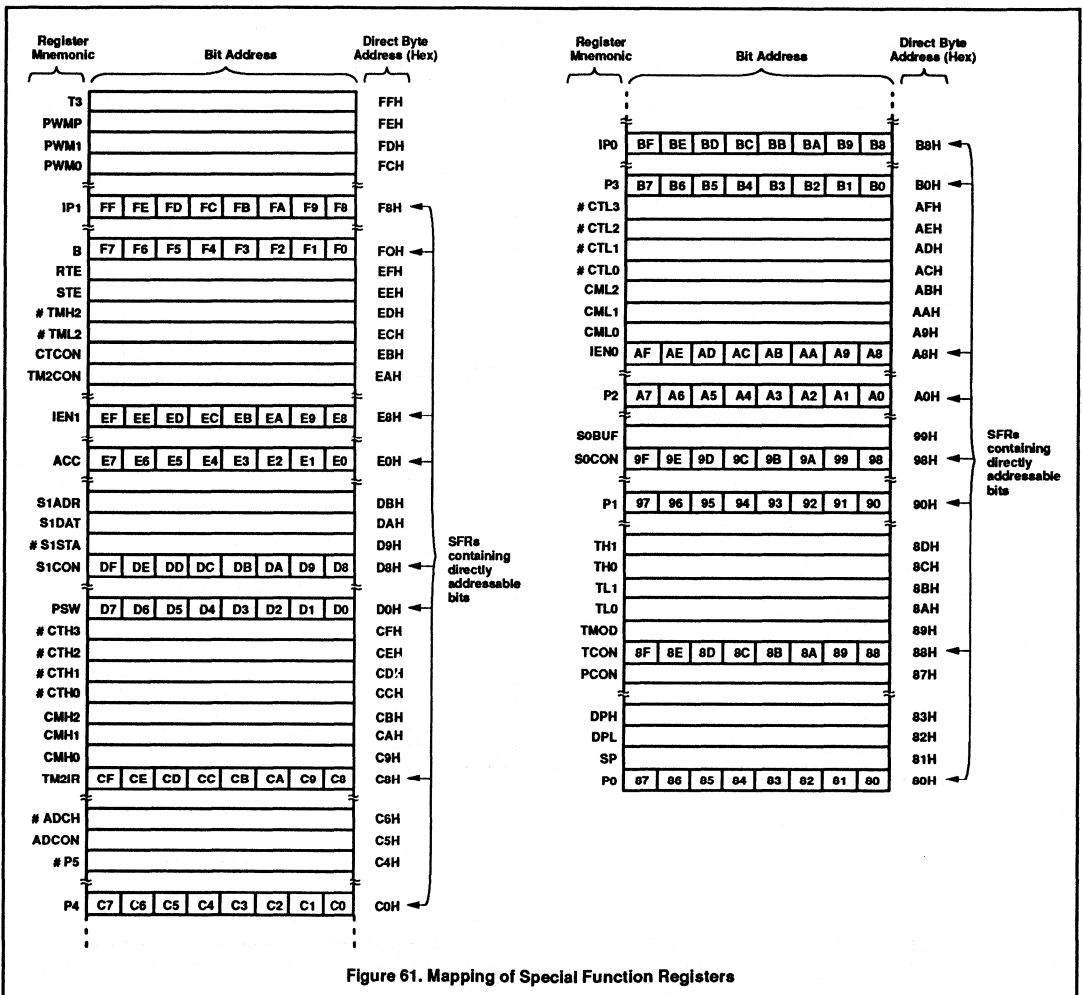 Register Mnemonic Bit Address Direct Byte Address (Hex)
T3 FFH
PWMP FEH
PWM1 FDH
PWM0 FCH
IP1 FF FE FD FC FB FA F9 F8 F8H
B F7 F6 F5 F4 F3 F2 F1 F0 F0H
RTE EFH
STE EEH
# TMH2 EDH
# TML2 ECH
CTCON EBH
TM2CON EAH
IEN1 EF EE ED EC EB EA E9 E8 E8H
ACC E7 E6 E5 E4 E3 E2 E1 E0 E0H
S1ADR DBH
S1DAT DAH
# S1STA D9H
S1CON DF DE DD DC DB DA D9 D8 D8H
PSW D7 D6 D5 D4 D3 D2 D1 D0 D0H
# CTH3 CFH
# CTH2 CEH
# CTH1 CDH
# CTH0 CCH
CMH2 CBH
CMH1 CAH
CMH0 C9H
TM2IR CF CE CD CC CB CA C9 C8 C8H
# ADCH C6H
ADCON C5H
# P5 C4H
P4 C7 C6 C5 C4 C3 C2 C1 C0 C0H
SFRs
containing
directly
addressable
bits
Register Mnemonic Bit Address Direct Byte Address (Hex)
IP0 BF BE BD BC BB BA B9 B8 B8H
P3 B7 B6 B5 B4 B3 B2 B1 B0 B0H
# CTL3 AFH
# CTL2 AEH
# CTL1 ADH
# CTL0 ACH
CML2 ABH
CML1 AAH
CML0 A9H
IEN0 AF AE AD AC AB AA A9 A8 A8H
P2 A7 A6 A5 A4 A3 A2 A1 A0 A0H
S0BUF 99H
S0CON 9F 9E 9D 9C 9B 9A 99 98 98H
P1 97 96 95 94 93 92 91 90 90H
TH1 8DH
TH0 8CH
TL1 8BH
TL0 8AH
TMOD 89H
TCON 8F 8E 8D 8C 8B 8A 89 88 88H
PCON 87H
DPH 83H
DPL 82H
SP 81H
P0 87 86 85 84 83 82 81 80 80H
SFRs
containing
directly
addressable
bits
Figure 61. Mapping of Special Function Registers